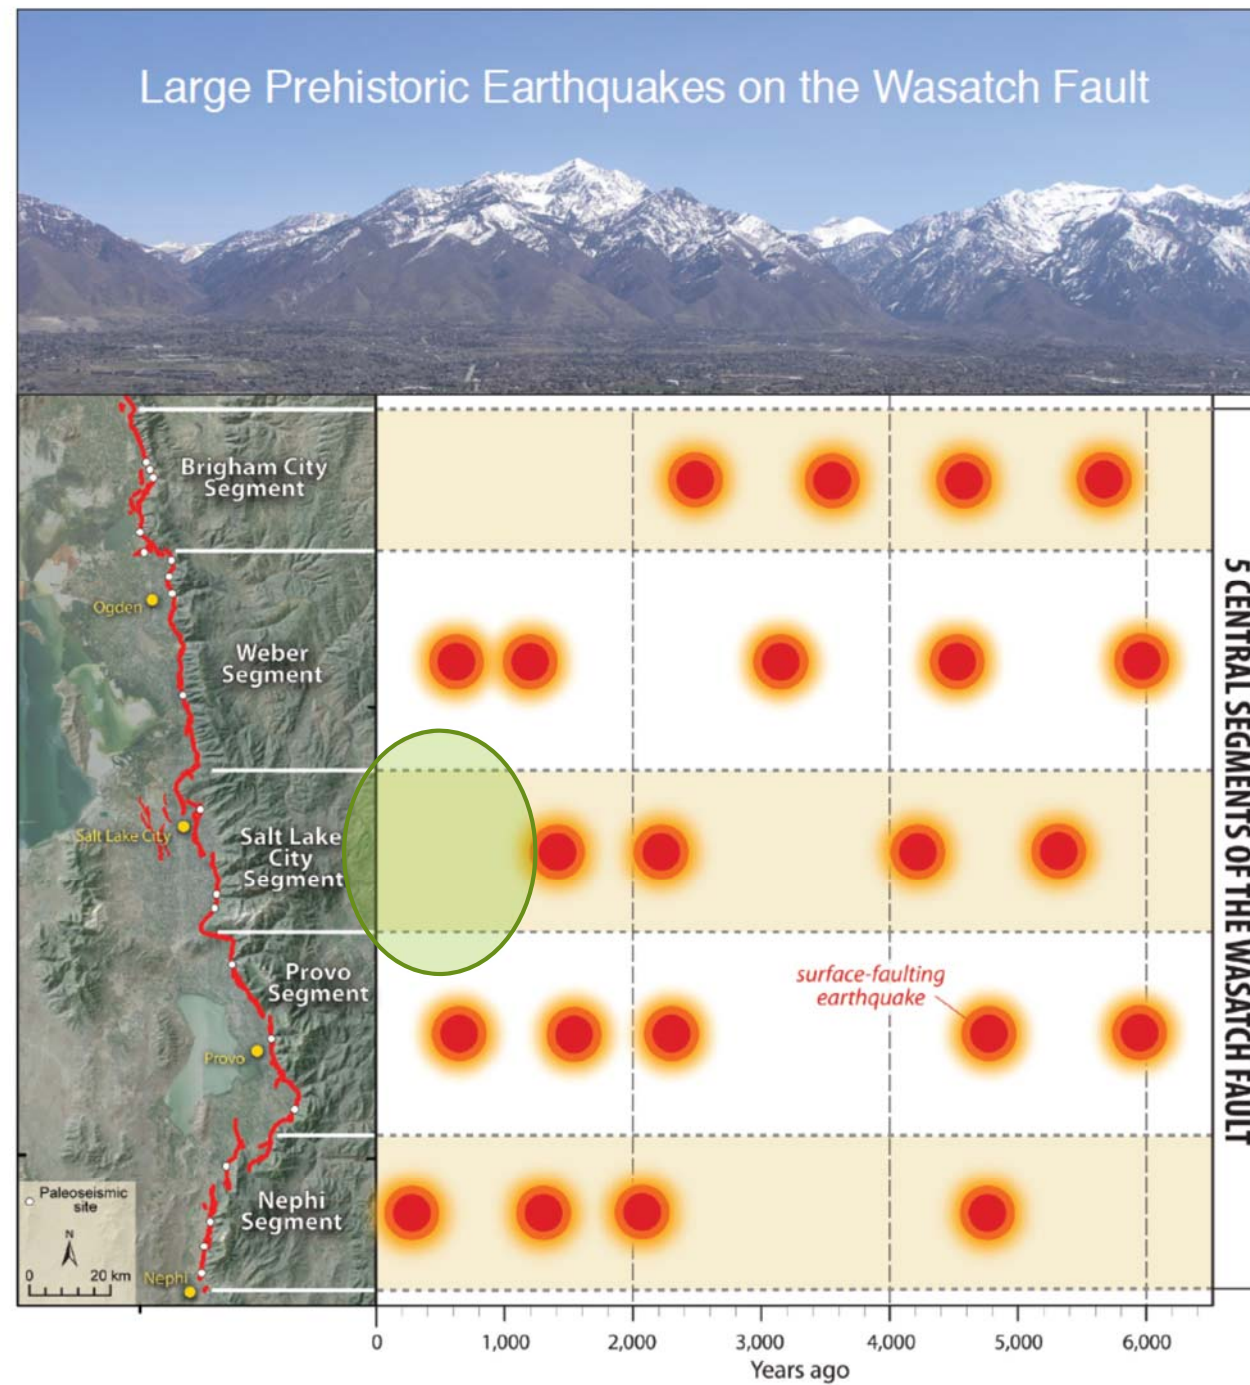 Large Prehistoric Earthquakes on the Wasatch Fault
Brigham City
Segment
Ogden
Weber
Segment
Salt Lake City
Salt Lake
City
Segment
Provo
Segment
Provo
Nephi
Segment
Nephi
Paleoseismic
site
N
0 20 km
surface-faulting
earthquake
5 CENTRAL SEGMENTS OF THE WASATCH FAULT
0 1,000 2,000 3,000 4,000 5,000 6,000
Years ago